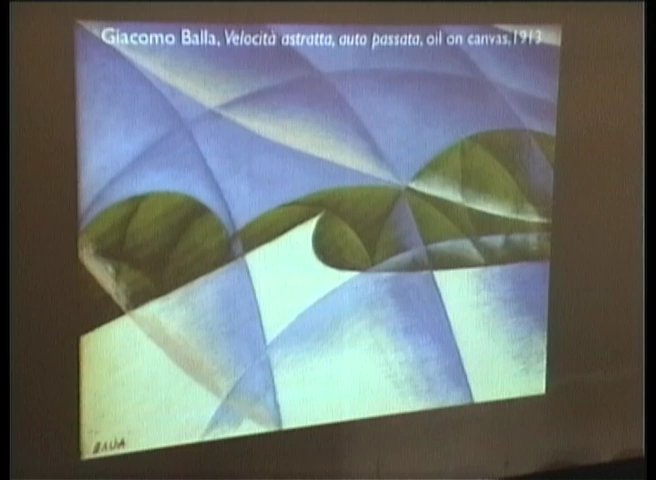 Giacomo Balla, Velocità astratta, auto passata, oil on canvas, 1913
BALLA